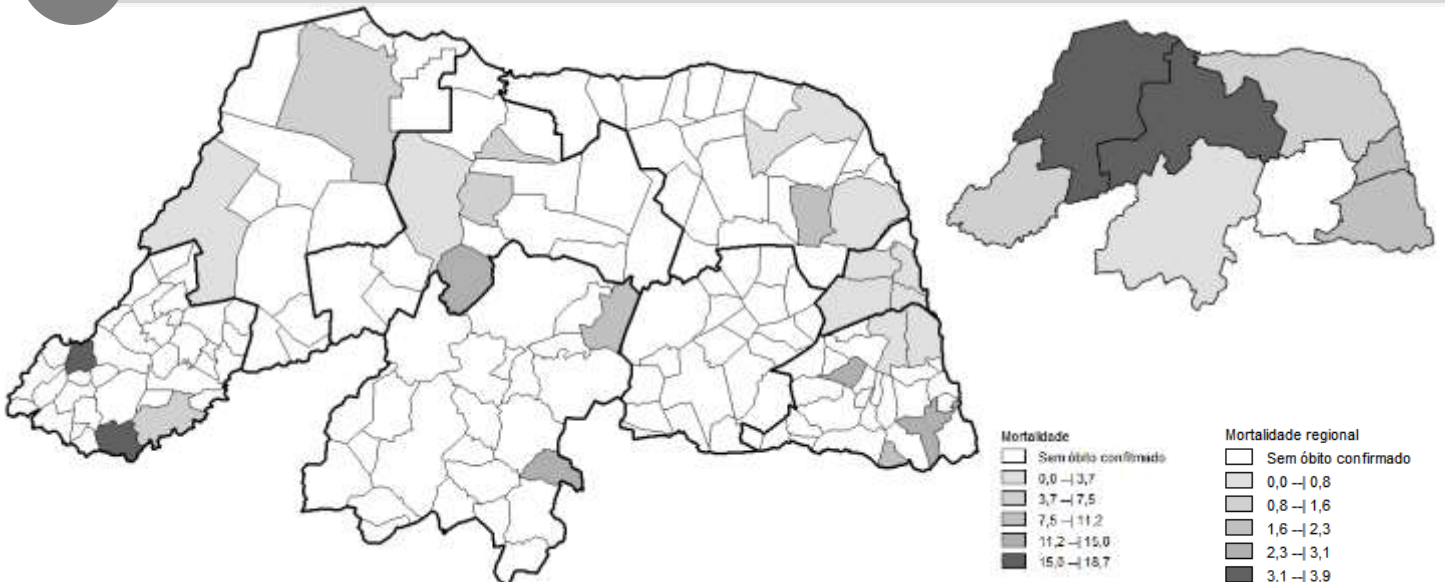 Mortalidade
Sem óbito confirmado
0,0 --| 3,7
3,7 --| 7,5
7,5 --| 11,2
11,2 --| 15,0
15,0 --| 18,7
Mortalidade regional
Sem óbito confirmado
0,0 --| 0,8
0,8 --| 1,6
1,6 --| 2,3
2,3 --| 3,1
3,1 --| 3,9